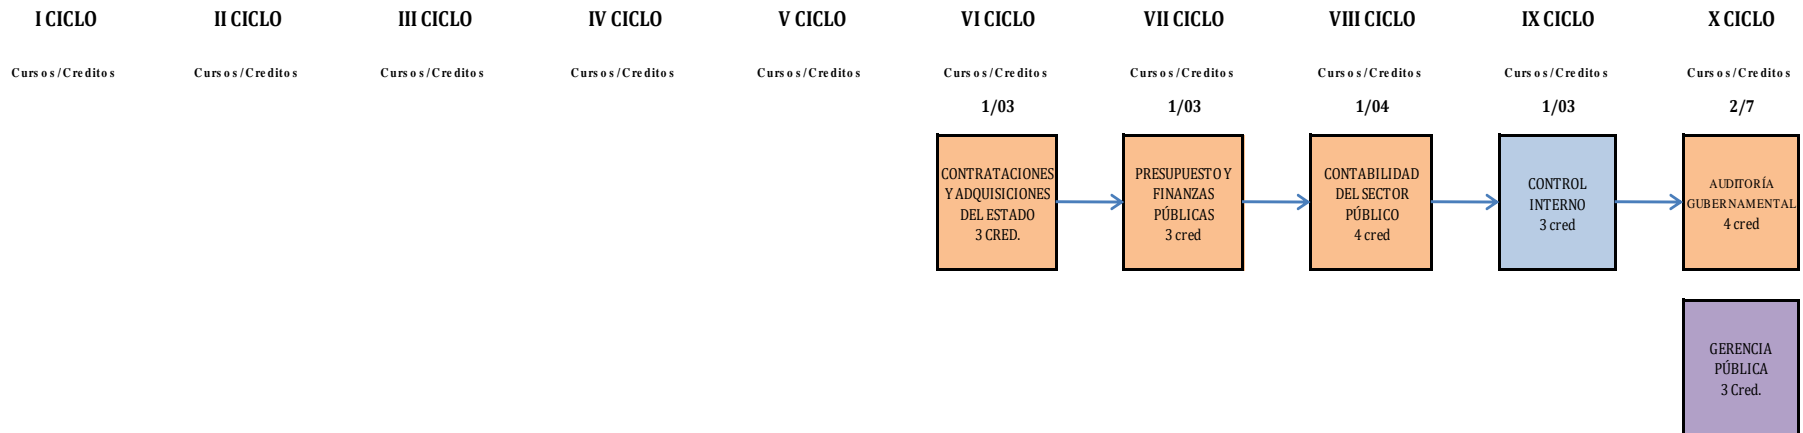 I CICLO
II CICLO
III CICLO
IV CICLO
V CICLO
VI CICLO
VII CICLO
VIII CICLO
IX CICLO
X CICLO
Cursos/Creditos
Cursos/Creditos
Cursos/Creditos
Cursos/Creditos
Cursos/Creditos
Cursos/Creditos
Cursos/Creditos
Cursos/Creditos
Cursos/Creditos
Cursos/Creditos
1/03
1/03
1/04
1/03
2/7
CONTRATACIONES
Y ADQUISICIONES
DEL ESTADO
3 CRED.
PRESUPUESTO Y
FINANZAS
PÚBLICAS
3 cred
CONTABILIDAD
DEL SECTOR
PÚBLICO
4 cred
CONTROL
INTERNO
3 cred
AUDITORÍA
GUBERNAMENTAL
4 cred
GERENCIA
PÚBLICA
3 Cred.